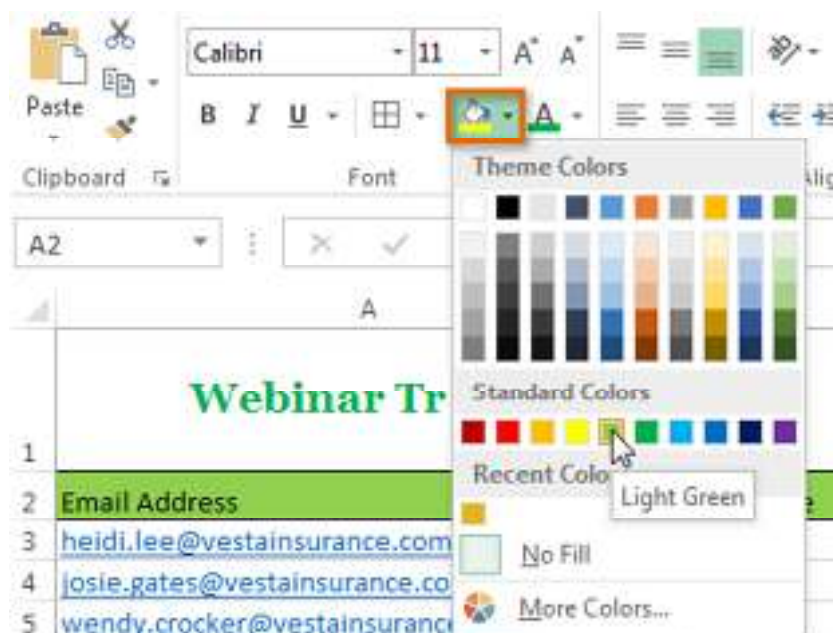 Calibri 11 A A ab
Paste B I U A
Clipboard Font Alig
Theme Colors
A2
A
Webinar Tr
Standard Colors
1
Recent Colo
Light Green
2 Email Address e
3 heidi.lee@vestainsurance.com
No Fill
4 josie.gates@vestainsurance.co
More Colors...
5 wendy.crocker@vestainsuranc